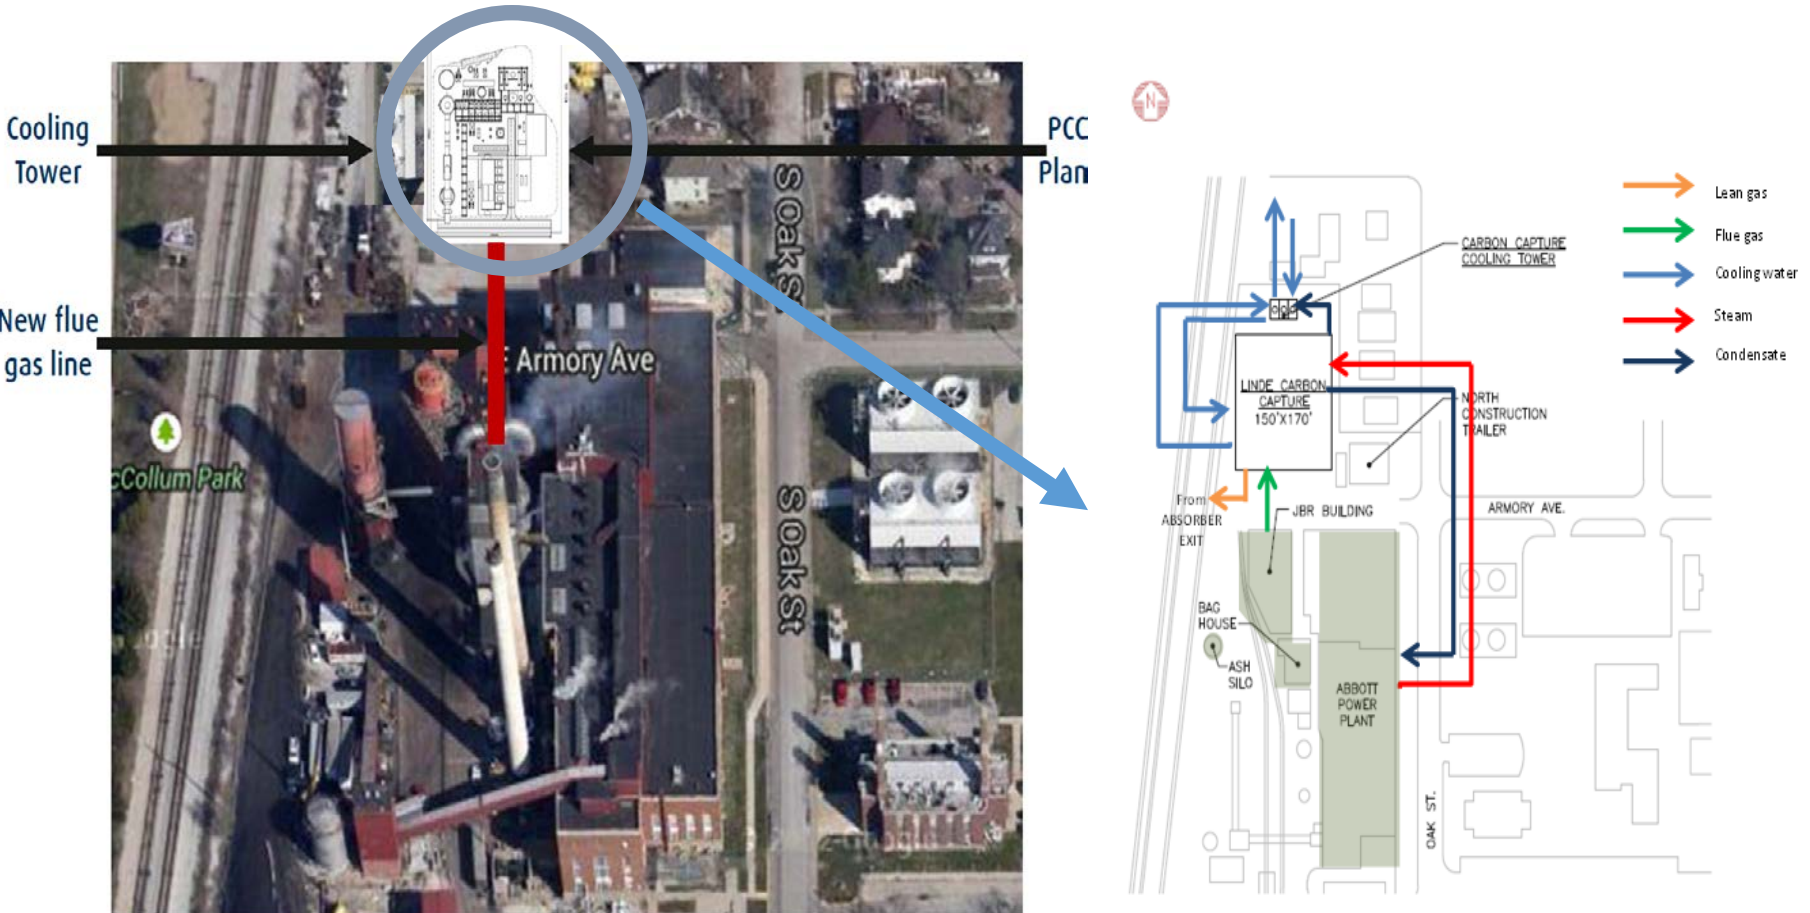 Cooling
Tower
PCC
Plan
New flue
gas line
S Oak St
E Armory Ave
cCollum Park
S Oak St
N
Lean gas
Flue gas
Cooling water
Steam
Condensate
CARBON CAPTURE
COOLING TOWER
LINDE CARBON
CAPTURE
150'X170'
NORTH
CONSTRUCTION
TRAILER
From
ABSORBER
EXIT
JBR BUILDING
ARMORY AVE.
BAG
HOUSE
ASH
SILO
ABBOTT
POWER
PLANT
OAK ST.